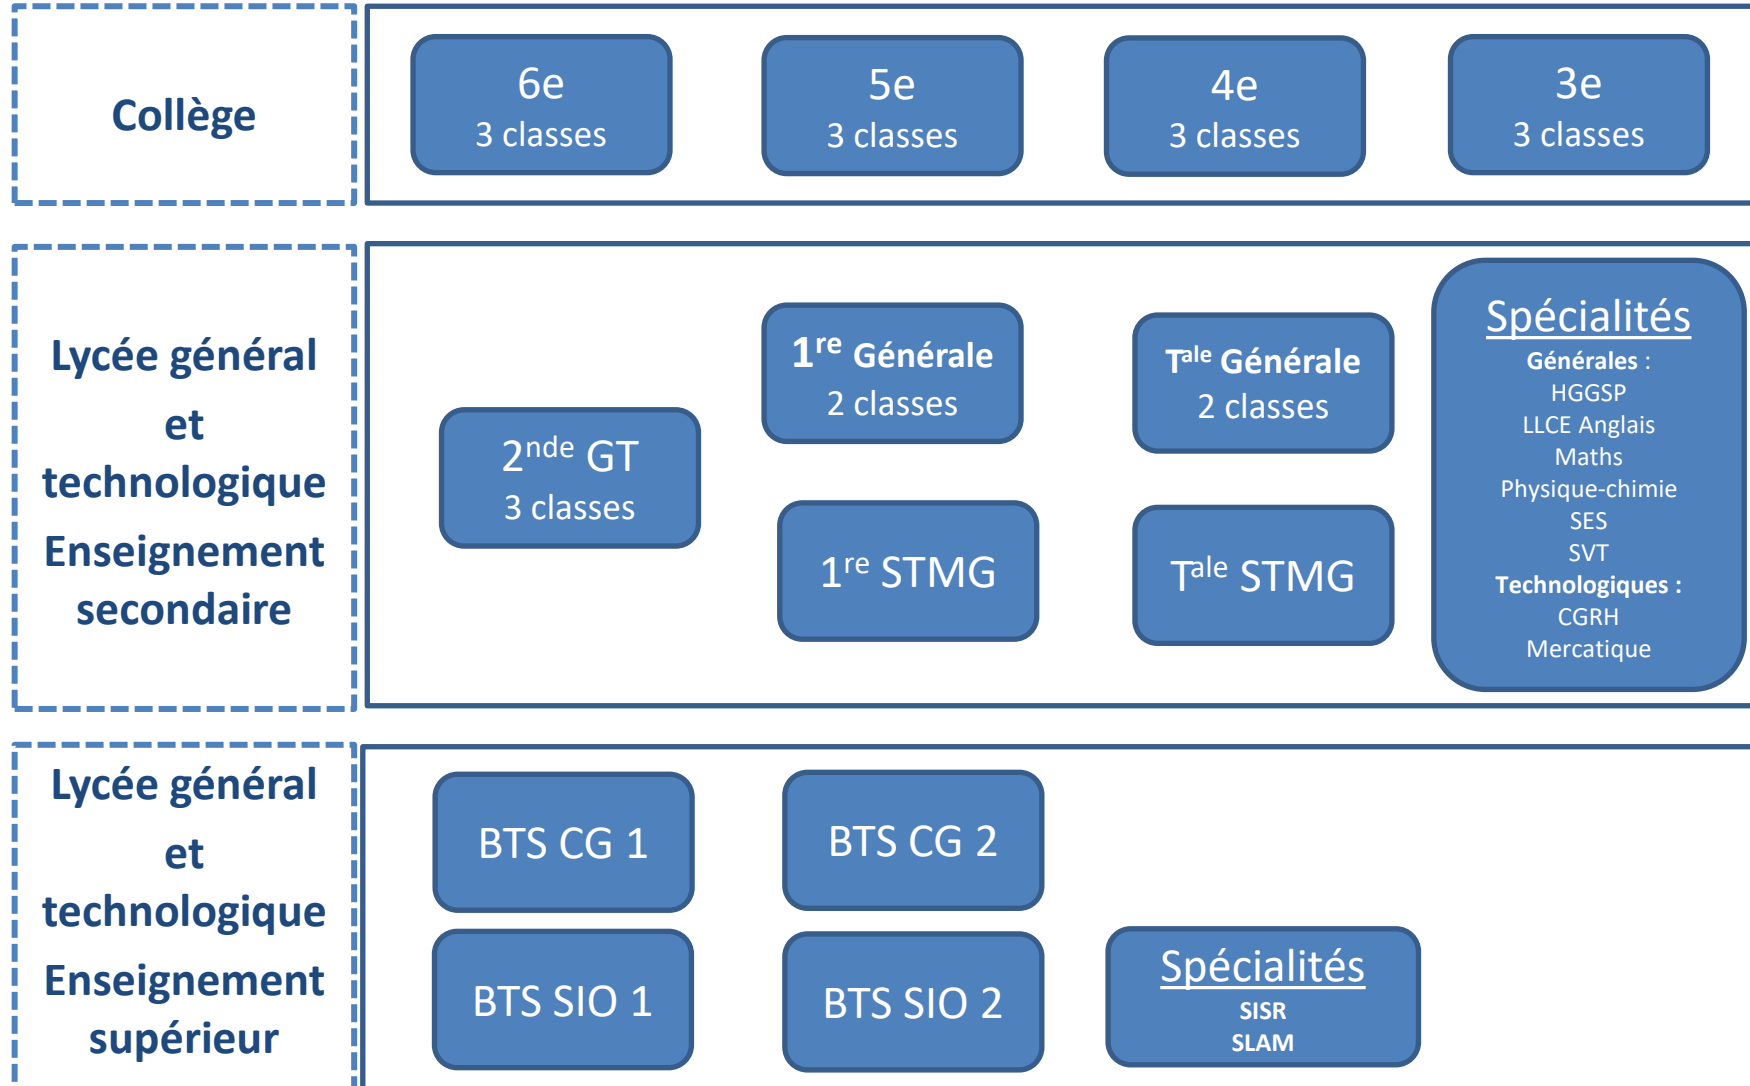 Collège
6e
3 classes
5e
3 classes
4e
3 classes
3e
3 classes
Lycée général
et
technologique
Enseignement
secondaire
2nde GT
3 classes
1re Générale
2 classes
1re STMG
Tale Générale
2 classes
Tale STMG
Spécialités
Générales :
HGGSP
LLCE Anglais
Maths
Physique-chimie
SES
SVT
Technologiques :
CGRH
Mercatique
Lycée général
et
technologique
Enseignement
supérieur
BTS CG 1
BTS CG 2
BTS SIO 1
BTS SIO 2
Spécialités
SISR
SLAM